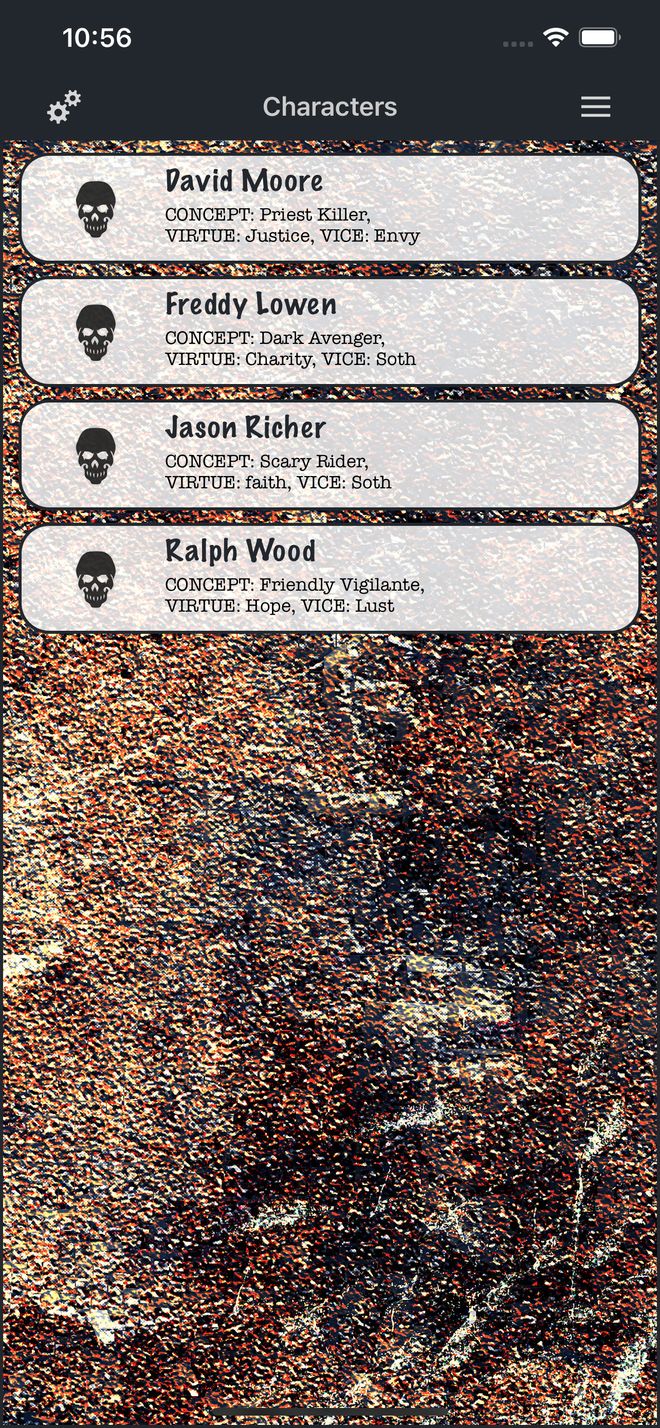 10:56
Characters
David Moore
CONCEPT: Priest Killer,
VIRTUE: Justice, VICE: Envy
Freddy Lowen
CONCEPT: Dark Avenger,
VIRTUE: Charity, VICE: Soth
Jason Richer
CONCEPT: Scary Rider,
VIRTUE: faith, VICE: Soth
Ralph Wood
CONCEPT: Friendly Vigilante,
VIRTUE: Hope, VICE: Lust